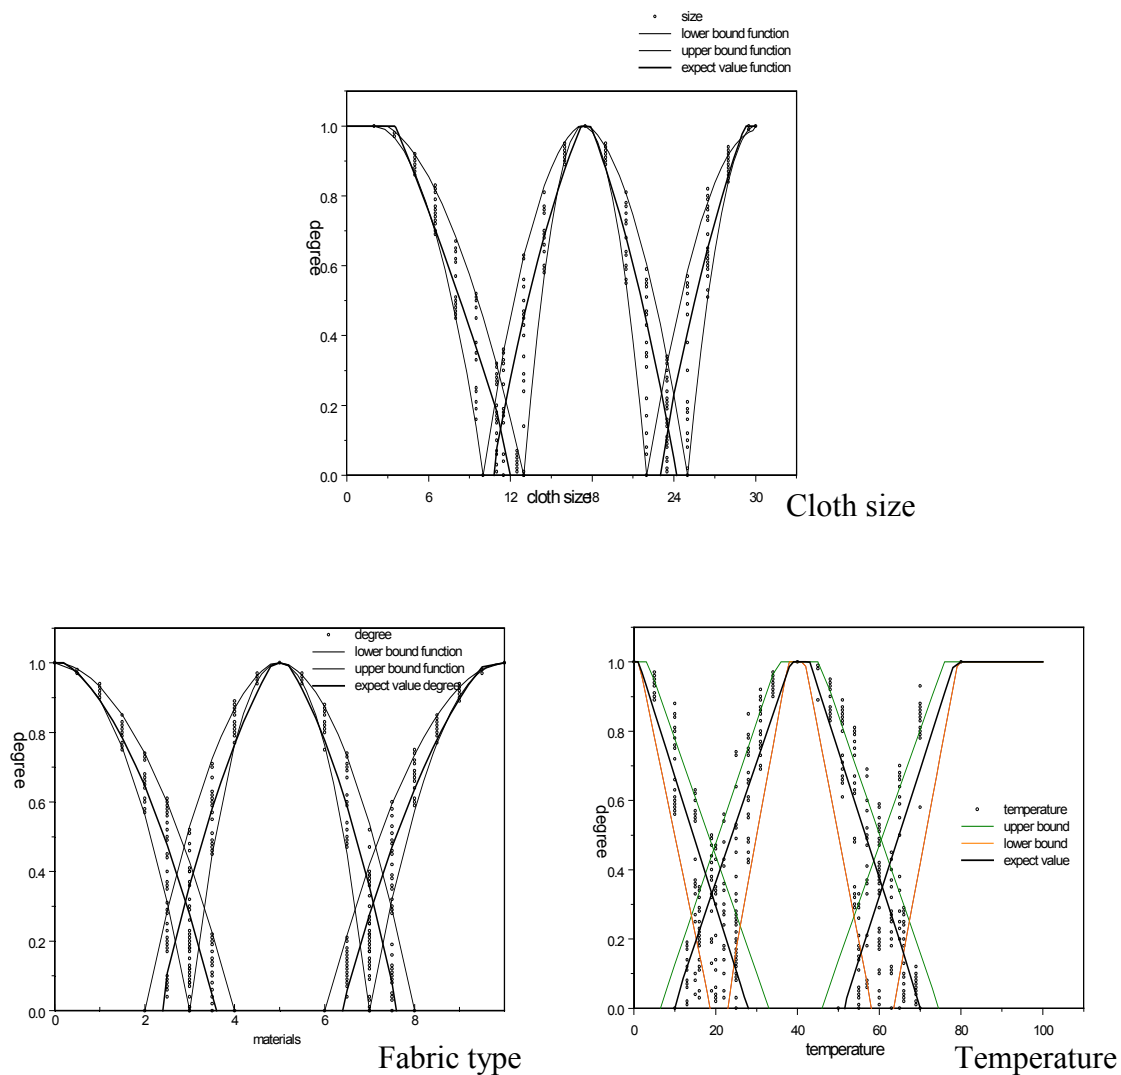 size
lower bound function
upper bound function
expect value function
1.0
0.8
degree
0.6
0.4
0.2
0.0
0 6 12 18 24 30
cloth size
Cloth size
degree
lower bound function
upper bound function
expect value degree
1.0
0.8
degree
0.6
0.4
0.2
0.0
0 2 4 6 8
materials
Fabric type
1.0
0.8
degree
0.6
0.4
0.2
0.0
temperature
upper bound
lower bound
expect value
0 20 40 60 80 100
temperature
Temperature